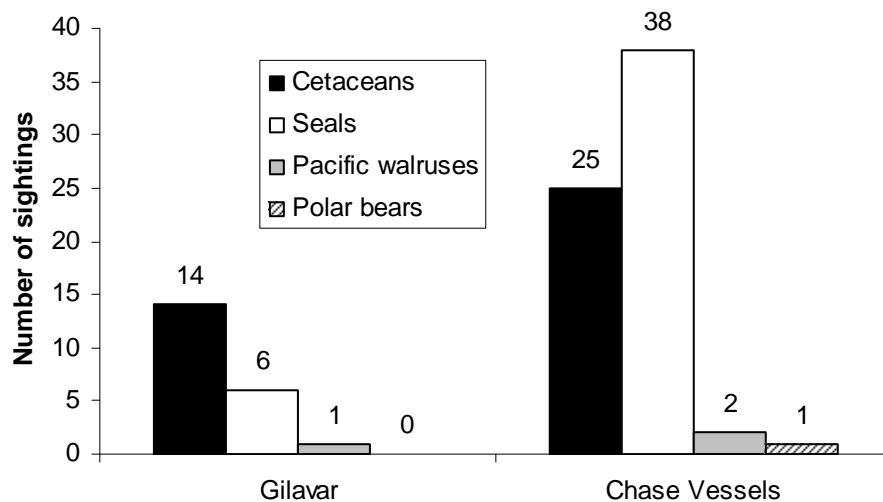 Number of sightings
40
35
30
25
20
15
10
5
0
Cetaceans
Seals
Pacific walruses
Polar bears
14
6
1
0
25
38
2
1
Gilavar
Chase Vessels